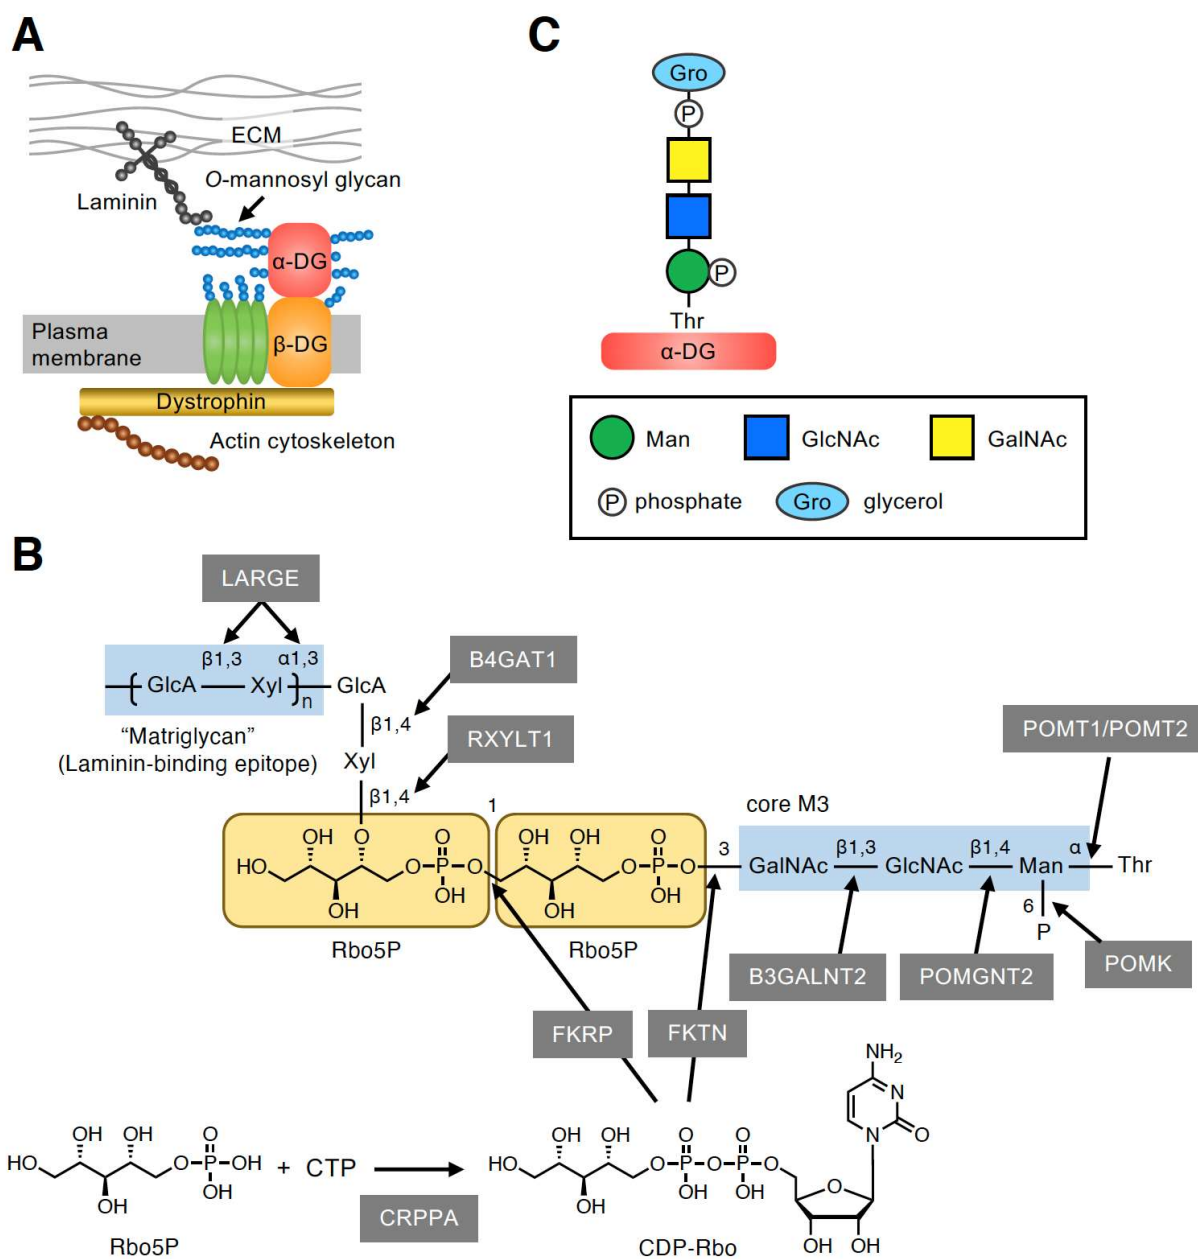 A
ECM
O-mannosyl glycan
Laminin
α-DG
Plasma
membrane
β-DG
Dystrophin
Actin cytoskeleton
C
Gro
P
P
Thr
α-DG
Man
GlcNAc
GalNAc
P phosphate
Gro glycerol
B
LARGE
β1,3 α1,3
GlcA Xyl n GlcA
“Matriglycan”
(Laminin-binding epitope)
B4GAT1
β1,4
RXYLT1
Xyl
β1,4
POMT1/POMT2
1
core M3
OH O O OH OH O
HO O P O O P O
OH OH OH OH
3 GalNAc β1,3 GlcNAc β1,4 Man α Thr
6
P
Rbo5P Rbo5P
B3GALNT2
POMGNT2
POMK
FKRP
FKTN
NH2
N
N O
OH OH O
HO O P OH
OH OH
+ CTP
CRPPA
Rbo5P
OH OH O O
HO O P O P O
OH OH OH
O
OH OH
CDP-Rbo